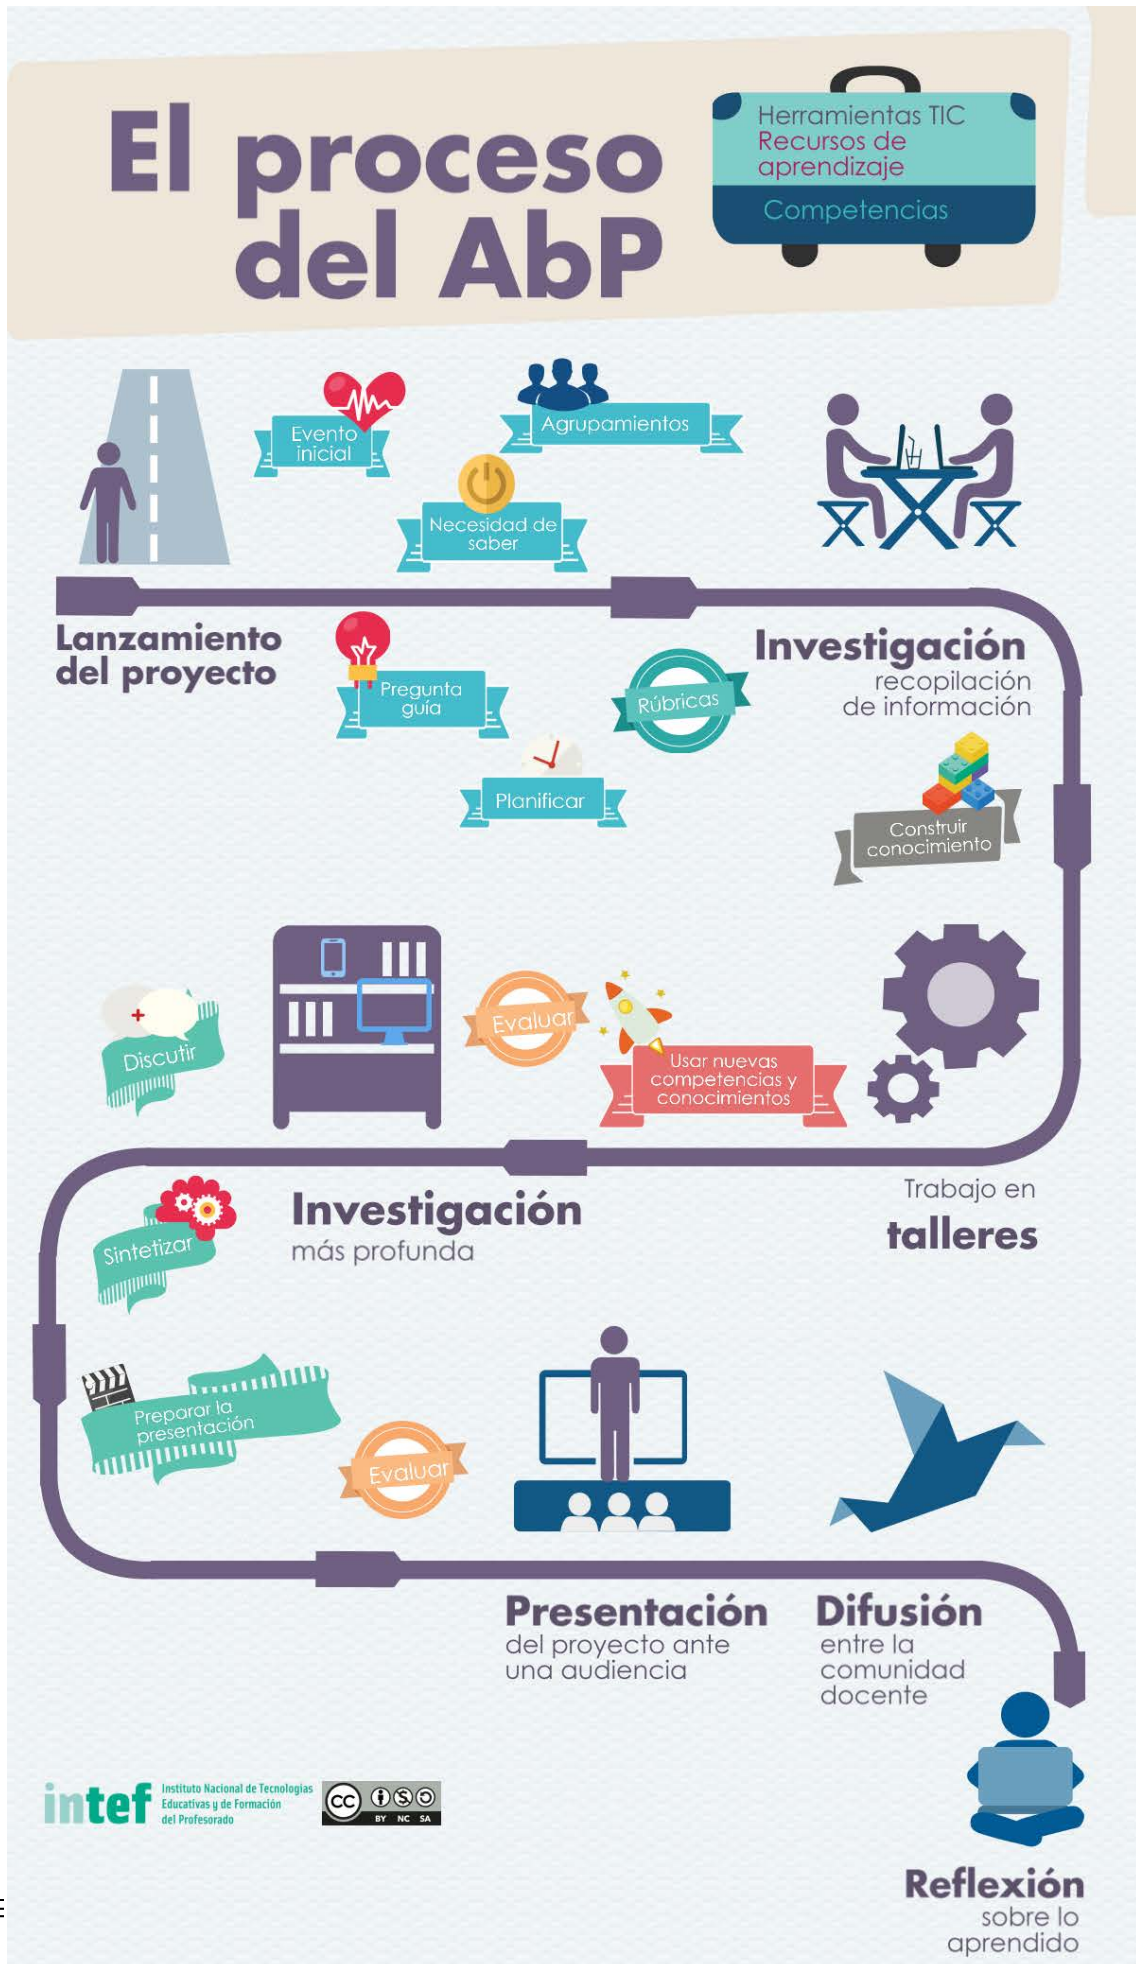 El proceso
del AbP
Herramientas TIC
Recursos de
aprendizaje
Competencias
Evento
inicial
Agrupamientos
Necesidad de
saber
Lanzamiento
del proyecto
Pregunta
guía
Rúbricas
Planificar
Investigación
recopilación
de información
Construir
conocimiento
Discutir
Evaluar
Usar nuevas
competencias y
conocimientos
Sintetizar
Investigación
más profunda
Trabajo en
talleres
Preparar la
presentación
Evaluar
Presentación
del proyecto ante
una audiencia
Difusión
entre la
comunidad
docente
intef
Instituto Nacional de Tecnologías
Educativas y de Formación
del Profesorado
CC
BY NC SA
Reflexión
sobre lo
aprendido